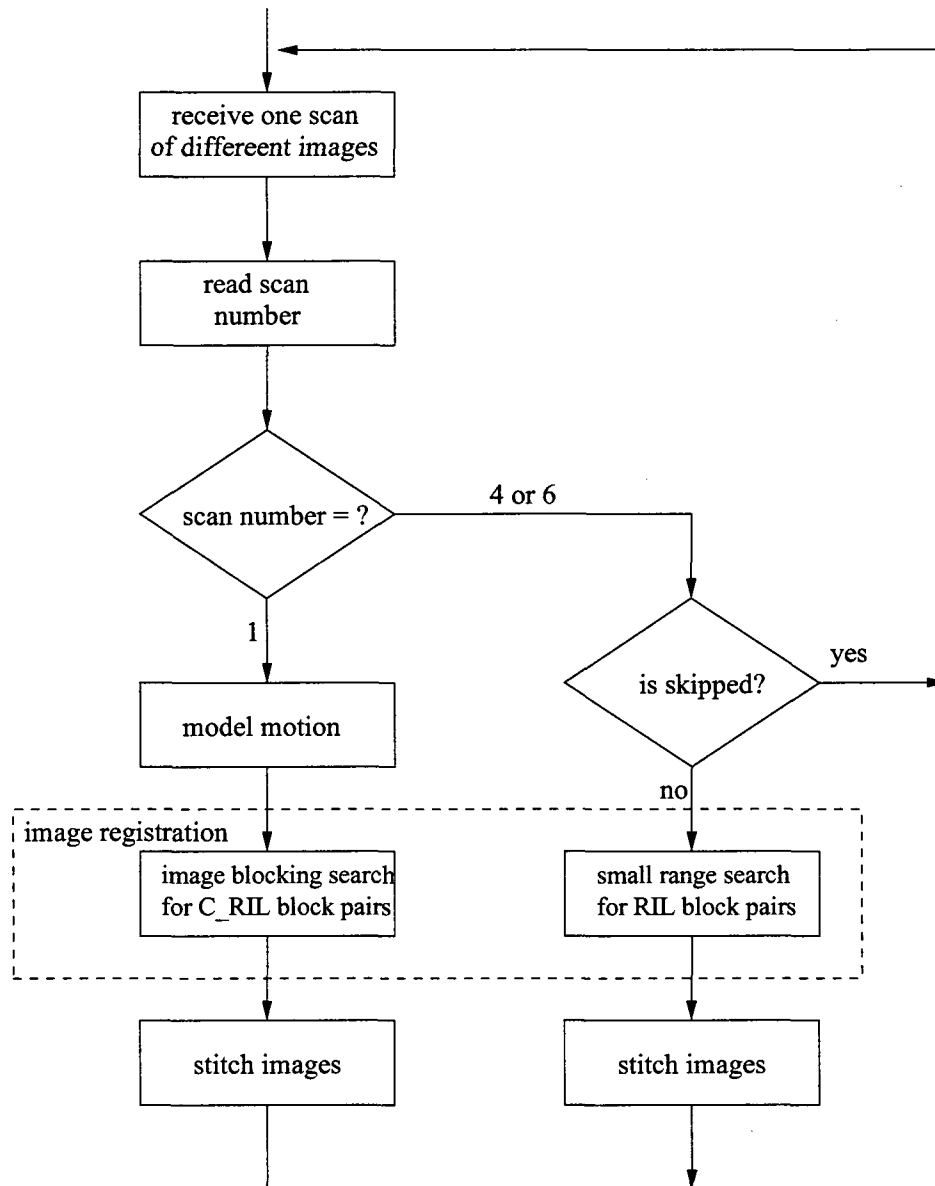 receive one scan
of differeent images
read scan
number
scan number = ?
4 or 6
1
is skipped?
yes
model motion
no
image registration
image blocking search
for C_RIL block pairs
small range search
for RIL block pairs
stitch images
stitch images